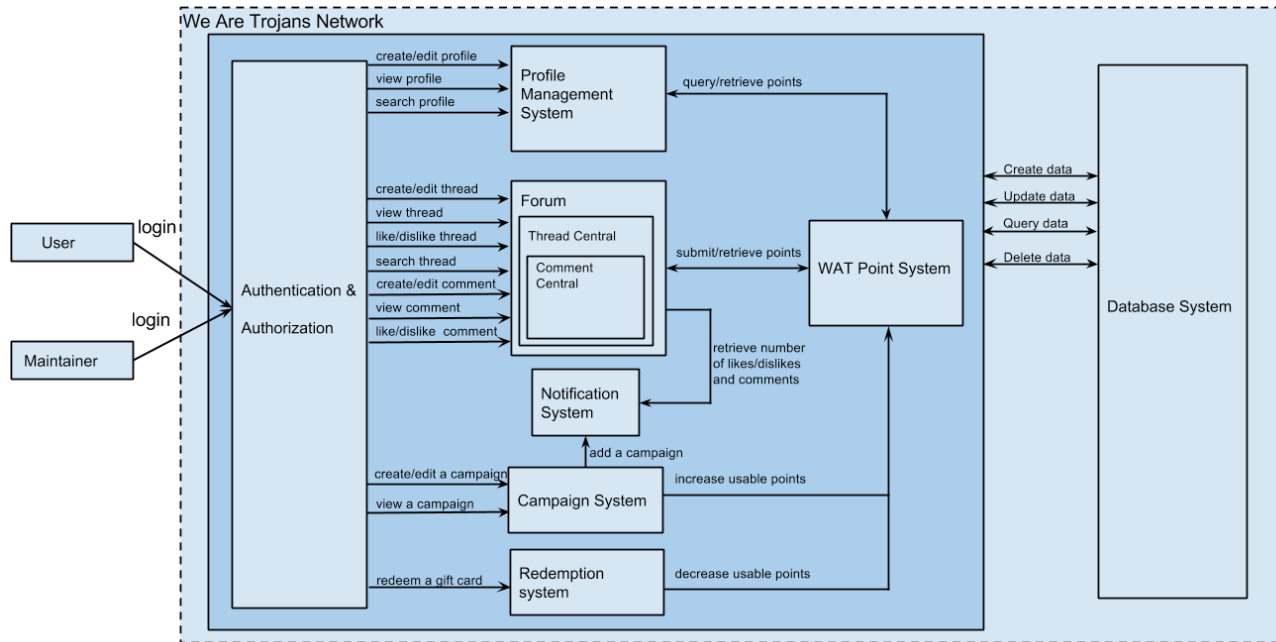 We Are Trojans Network
create/edit profile
view profile
search profile
Profile
Management
System
query/retrieve points
create/edit thread
view thread
like/dislike thread
search thread
create/edit comment
view comment
like/dislike comment
Forum
Thread Central
Comment
Central
submit/retrieve points
WAT Point System
Create data
Update data
Query data
Delete data
Database System
login
User
login
Maintainer
Authentication &
Authorization
retrieve number
of likes/dislikes
and comments
Notification
System
add a campaign
create/edit a campaign
view a campaign
Campaign System
increase usable points
redeem a gift card
Redemption
system
decrease usable points